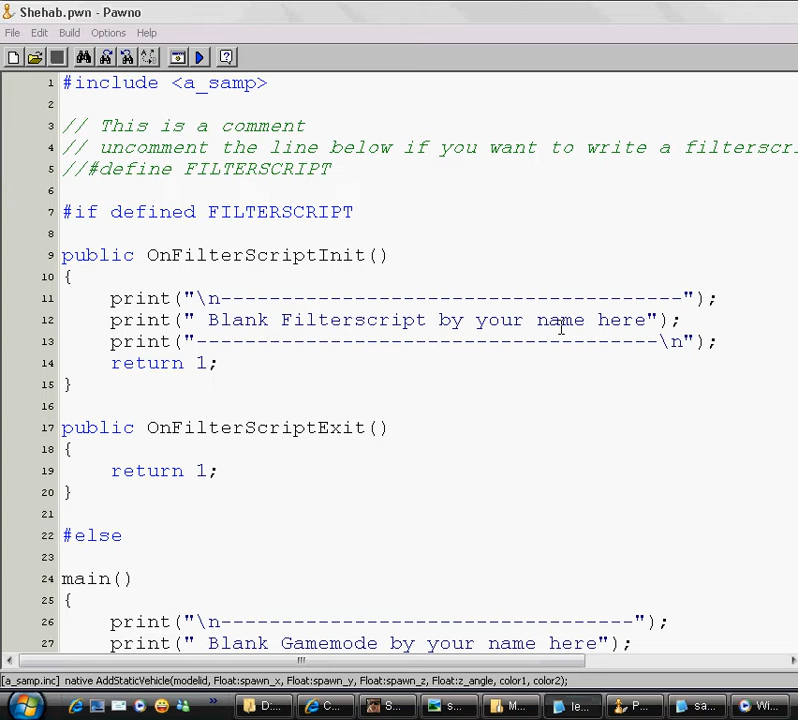 Shehab.pwn - Pawno
File Edit Build Options Help
1 #include <a_samp>
2
3 // This is a comment
4 // uncomment the line below if you want to write a filterscri
5 //#define FILTERSCRIPT
6
7 #if defined FILTERSCRIPT
8
9 public OnFilterScriptInit()
10 {
11 print("\n--------------------------------------");
12 print(" Blank Filterscript by your name here");
13 print("--------------------------------------\n");
14 return 1;
15 }
16
17 public OnFilterScriptExit()
18 {
19 return 1;
20 }
21
22 #else
23
24 main()
25 {
26 print("\n----------------------------------");
27 print(" Blank Gamemode by your name here");
[a_samp.inc] native AddStaticVehicle(modelid, Float:spawn_x, Float:spawn_y, Float:spawn_z, Float:z_angle, color1, color2);
D:... C... S... s... M... le... P... sa... Wi...